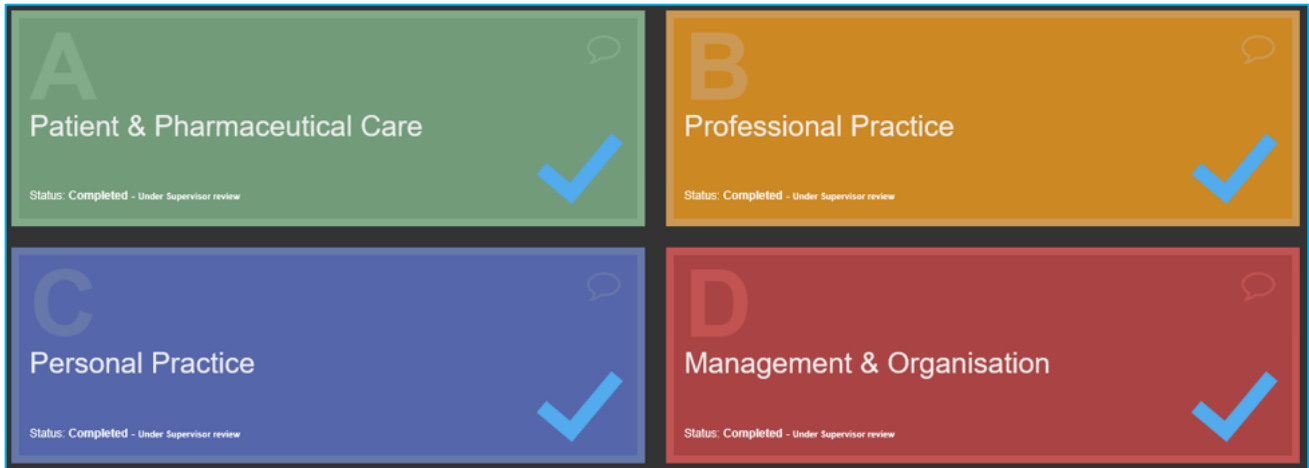 A
Patient & Pharmaceutical Care
Status: Completed - Under Supervisor review
B
Professional Practice
Status: Completed - Under Supervisor review
C
Personal Practice
Status: Completed - Under Supervisor review
D
Management & Organisation
Status: Completed - Under Supervisor review